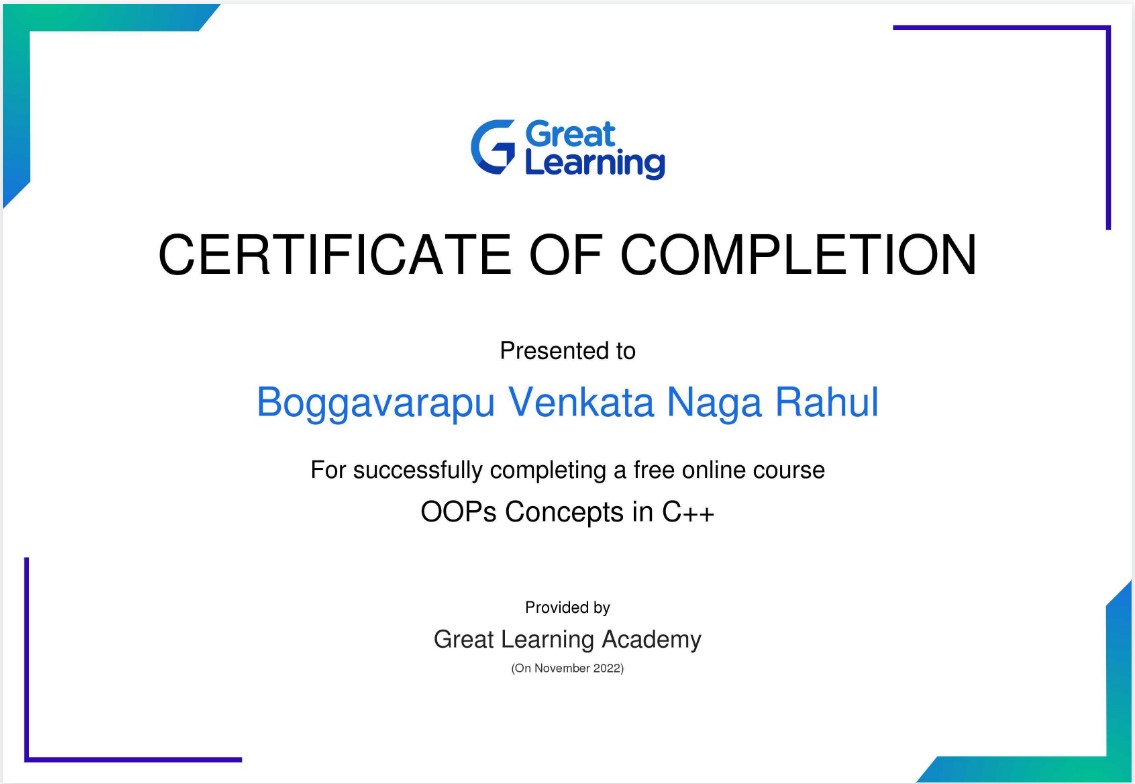 Great
Learning
CERTIFICATE OF COMPLETION
Presented to
Boggavarapu Venkata Naga Rahul
For successfully completing a free online course
OOPs Concepts in C++
Provided by
Great Learning Academy
(On November 2022)